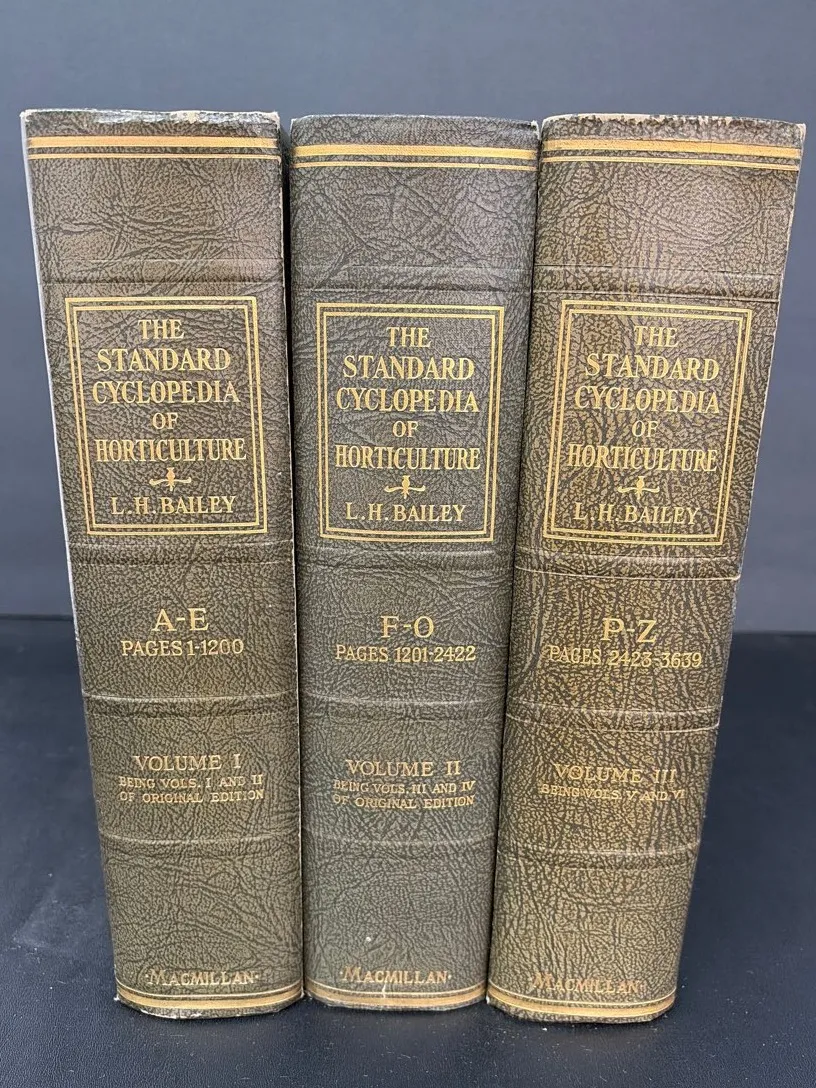 THE
STANDARD
CYCLOPEDIA
OF
HORTICULTURE
L.H. BAILEY
A-E
PAGES 1-1200
VOLUME I
BEING VOLS. I AND II
OF ORIGINAL EDITION
·MACMILLAN·
THE
STANDARD
CYCLOPEDIA
OF
HORTICULTURE
L.H. BAILEY
F-O
PAGES 1201-2422
VOLUME II
BEING VOLS. III AND IV
OF ORIGINAL EDITION
·MACMILLAN·
THE
STANDARD
CYCLOPEDIA
OF
HORTICULTURE
L.H. BAILEY
P-Z
PAGES 2423-3639
VOLUME III
BEING VOLS. V AND VI
·MACMILLAN·